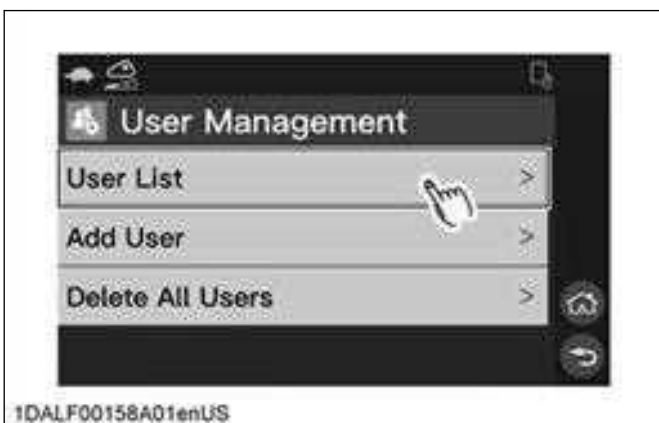 User Management
User List >
Add User >
Delete All Users >
1DALF00158A01enUS